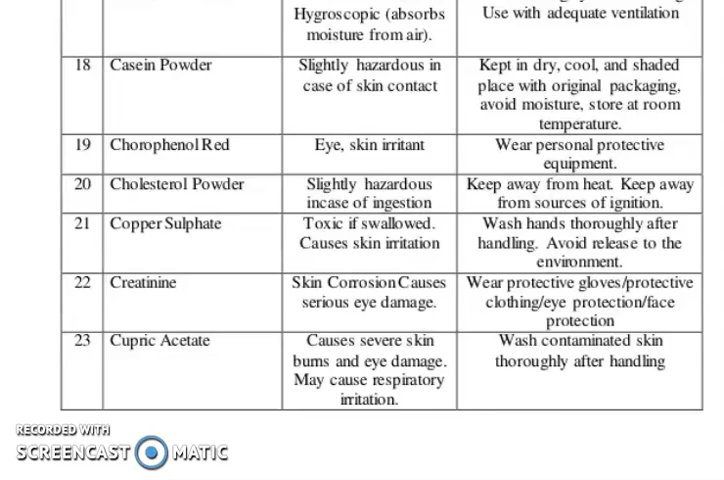 Hygroscopic (absorbs
moisture from air).
Use with adequate ventilation
18 Casein Powder
Slightly hazardous in
case of skin contact
Kept in dry, cool, and shaded
place with original packaging,
avoid moisture, store at room
temperature.
19 Chorophenol Red
Eye, skin irritant
Wear personal protective
equipment.
20 Cholesterol Powder
Slightly hazardous
incase of ingestion
Keep away from heat. Keep away
from sources of ignition.
21 Copper Sulphate
Toxic if swallowed.
Causes skin irritation
Wash hands thoroughly after
handling. Avoid release to the
environment.
22 Creatinine
Skin Corrosion Causes
serious eye damage.
Wear protective gloves/protective
clothing/eye protection/face
protection
23 Cupric Acetate
Causes severe skin
burns and eye damage.
May cause respiratory
irritation.
Wash contaminated skin
thoroughly after handling
RECORDED WITH
SCREENCAST MATIC